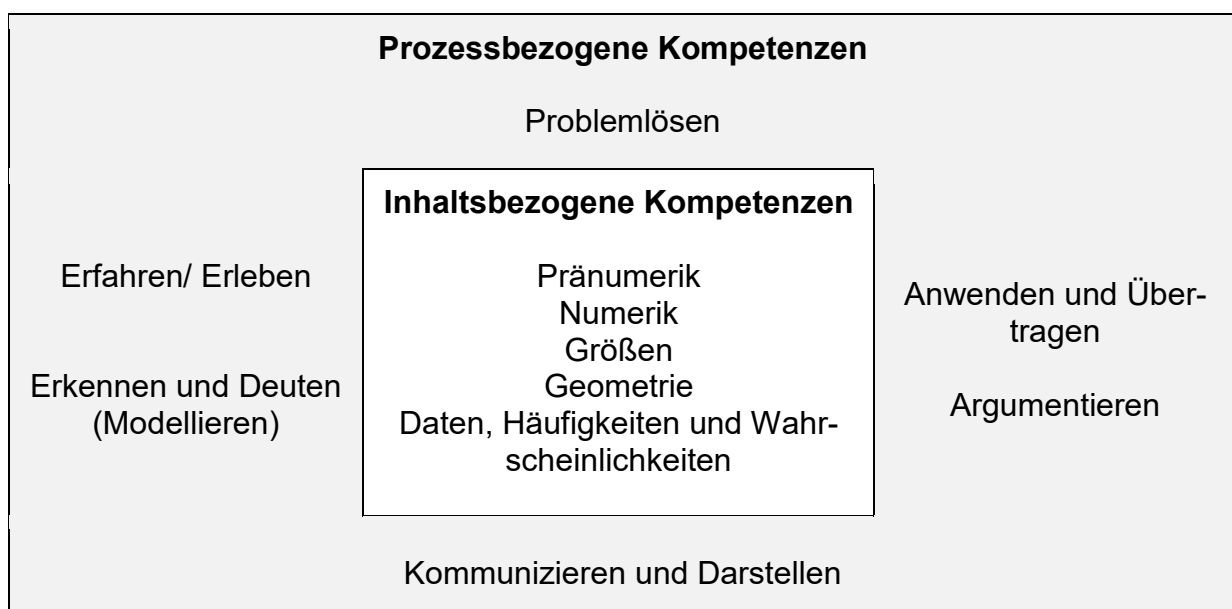 Prozessbezogene Kompetenzen
Problemlösen
Inhaltsbezogene Kompetenzen
Erfahren/ Erleben
Erkennen und Deuten
(Modellieren)
Pränumerik
Numerik
Größen
Geometrie
Daten, Häufigkeiten und Wahr-
scheinlichkeiten
Anwenden und Über-
tragen
Argumentieren
Kommunizieren und Darstellen